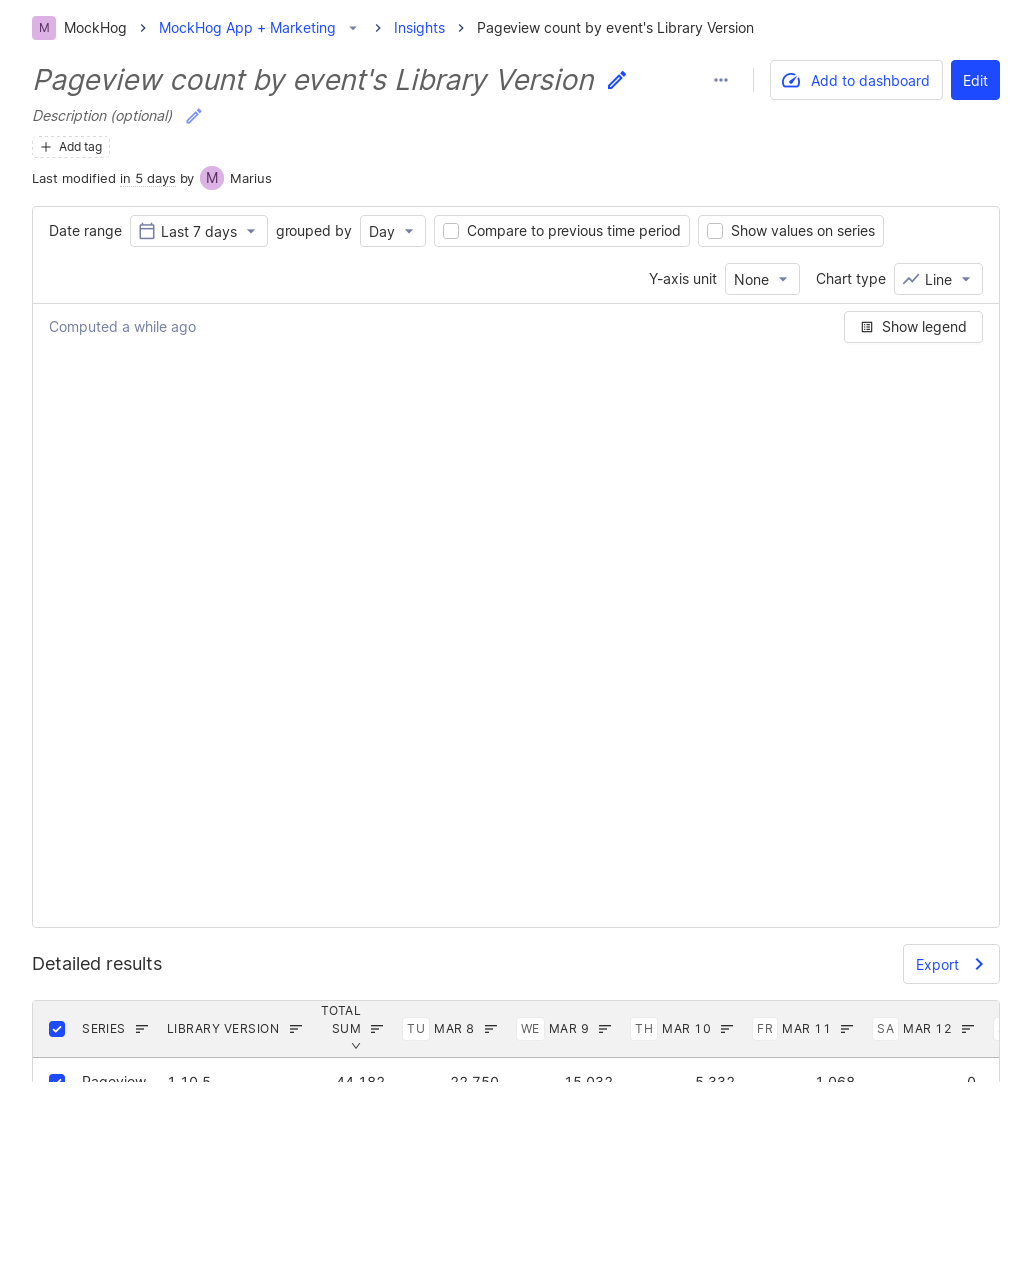 M MockHog MockHog App + Marketing Insights Pageview count by event's Library Version
Pageview count by event's Library Version
Add to dashboard Edit
Description (optional)
Add tag
Last modified in 5 days by M Marius
Date range Last 7 days grouped by Day Compare to previous time period Show values on series
Y-axis unit None Chart type Line
Computed a while ago Show legend
Detailed results Export
SERIES LIBRARY VERSION TOTAL SUM TU MAR 8 WE MAR 9 TH MAR 10 FR MAR 11 SA MAR 12
Pageview 1.10.5 44,182 22,750 15,032 5,332 1,068 0